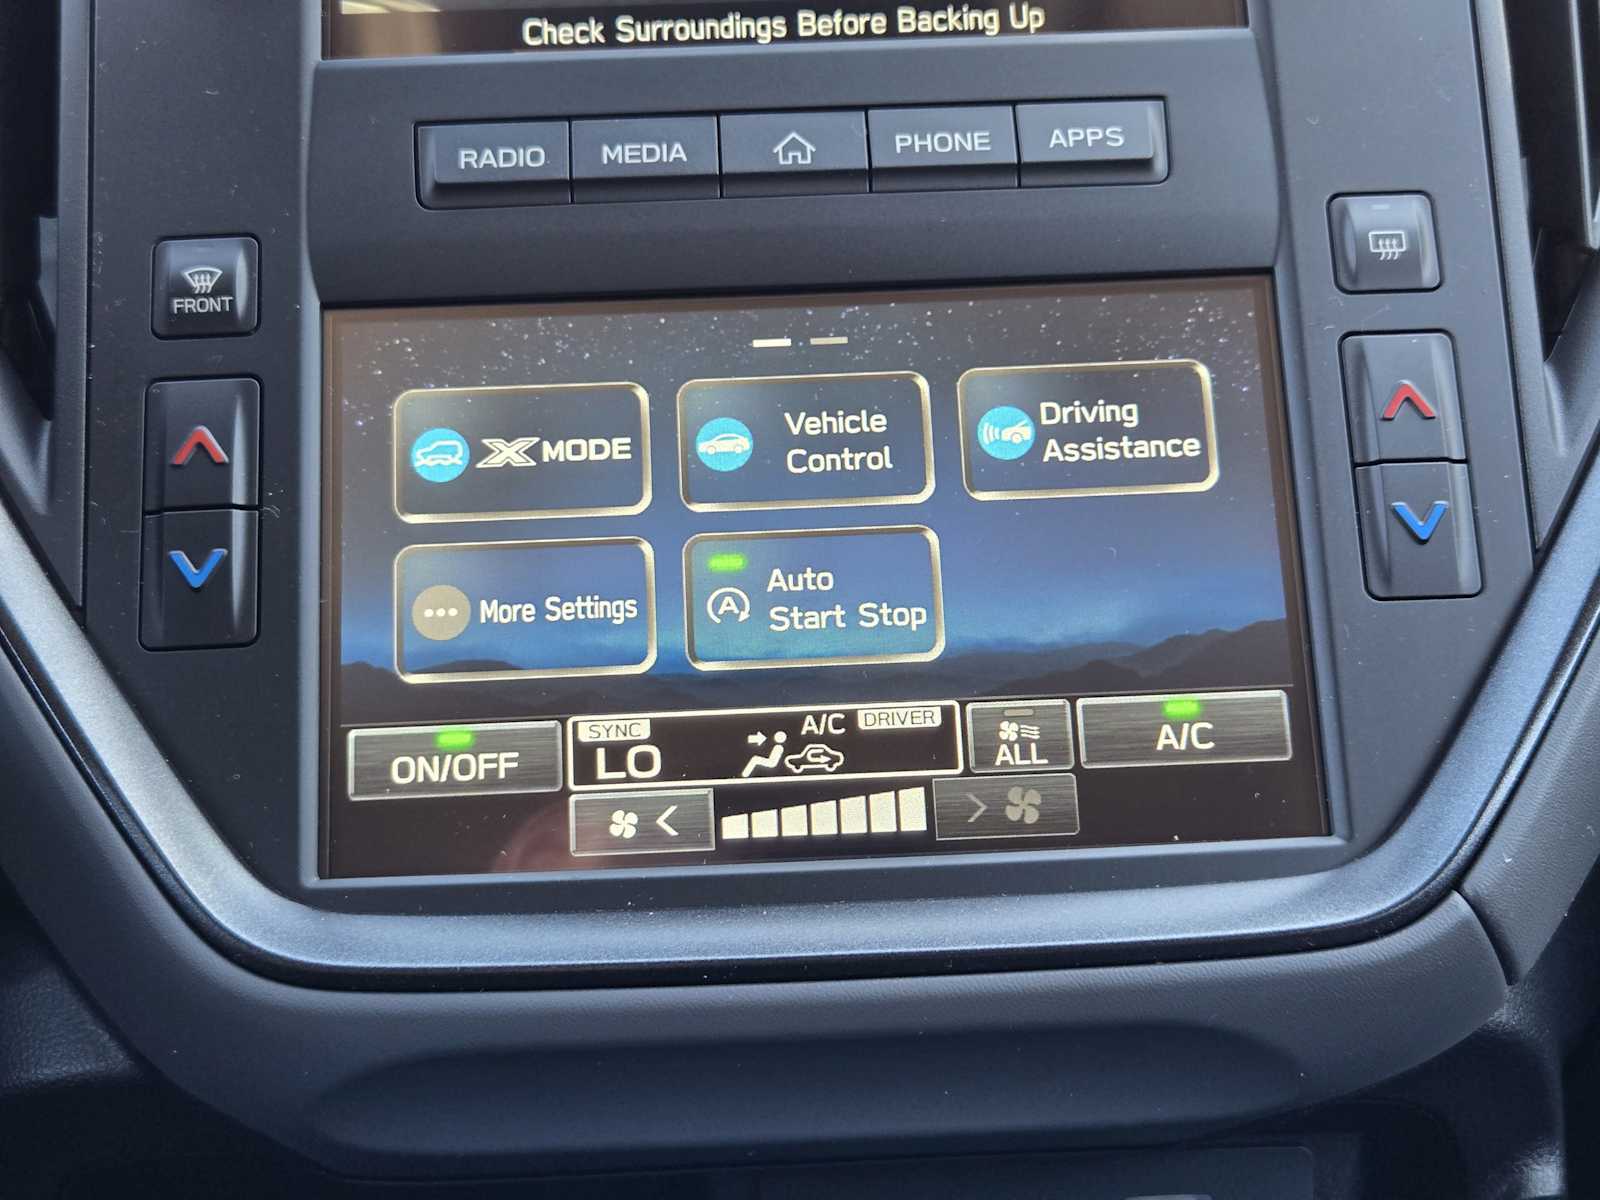 Check Surroundings Before Backing Up
RADIO
MEDIA
PHONE
APPS
FRONT
X MODE
Vehicle
Control
Driving
Assistance
More Settings
A
Auto
Start Stop
ON/OFF
SYNC
LO
A/C
DRIVER
ALL
A/C